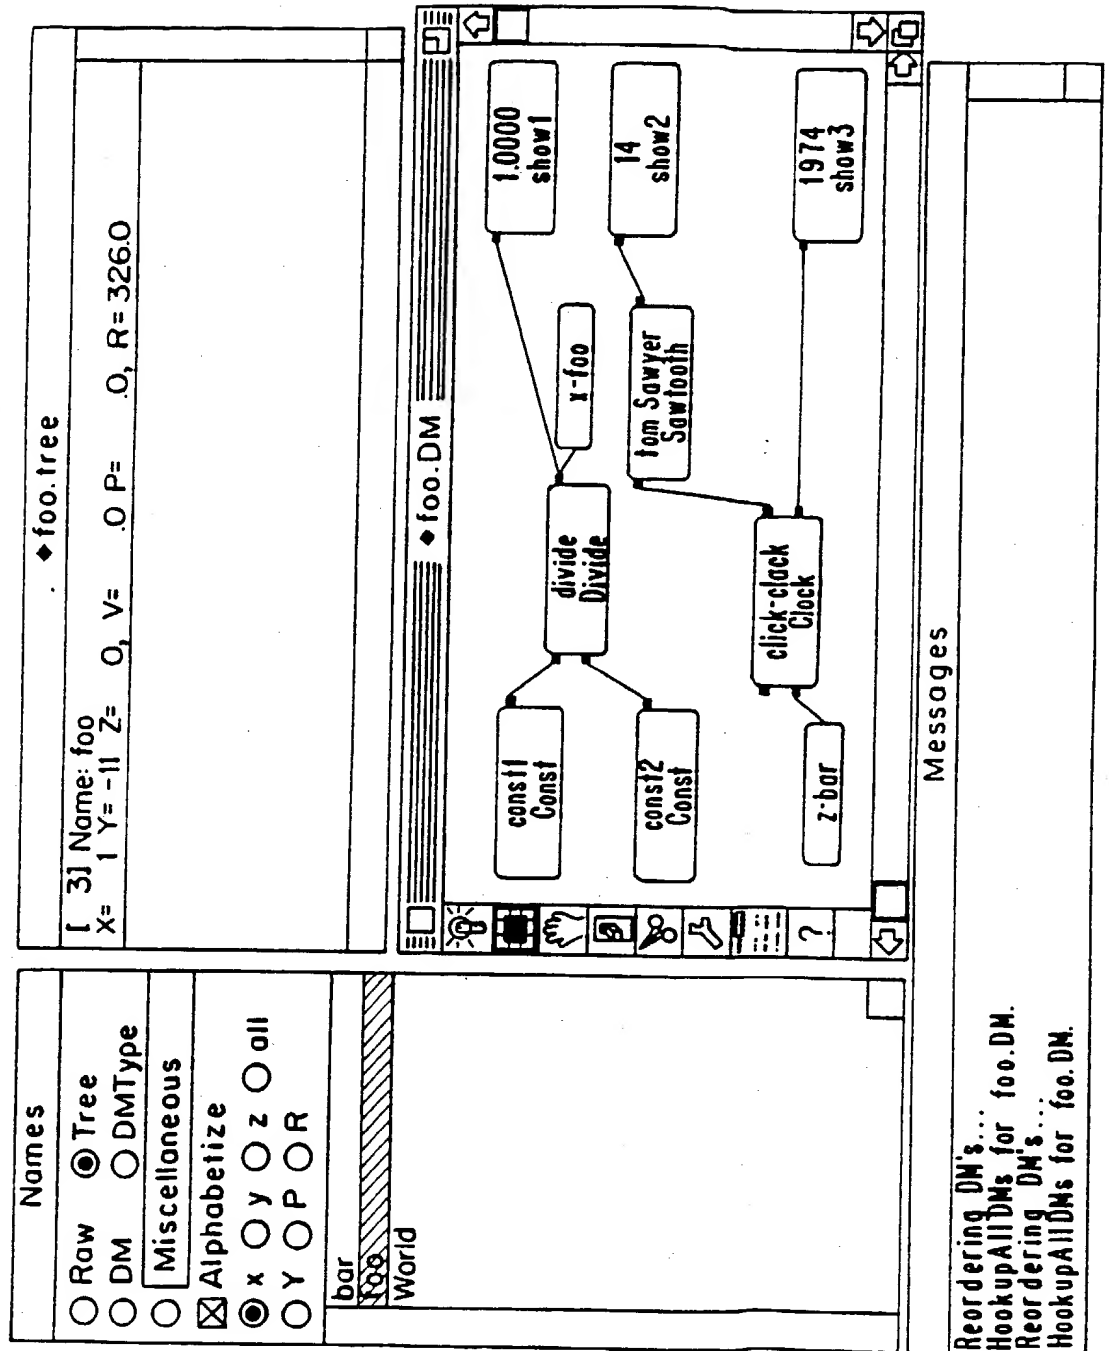 Names
Raw Tree
DM DMType
Miscellaneous
Alphabetize
x y z all
Y P R
bar
foo
World
◆foo.tree
[ 3] Name: foo
X= 1 Y= -11 Z= 0, V= .0 P= .0, R= 326.0
◆foo.DM
?
const1
Const
const2
Const
z-bar
divide
Divide
click-clack
Clock
x-foo
tom Sawyer
Sawtooth
1.0000
show1
14
show2
1974
show3
Messages
Reordering DM's...
HookupAllDMs for foo.DM.
Reordering DM's...
HookupAllDMs for foo.DM.